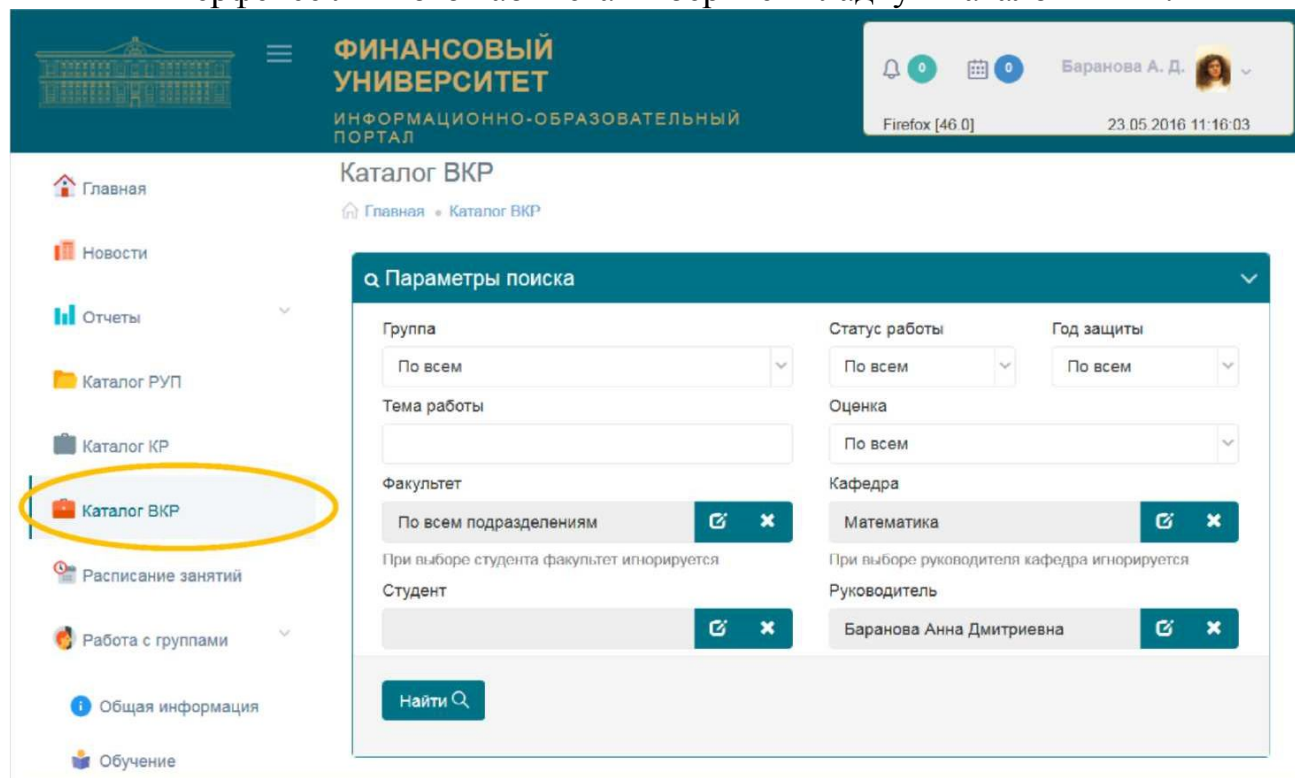 ФИНАНСОВЫЙ
УНИВЕРСИТЕТ
ИНФОРМАЦИОННО-ОБРАЗОВАТЕЛЬНЫЙ
ПОРТАЛ
0 0 Баранова А. Д.
Firefox [46.0] 23.05.2016 11:16:03
Главная
Новости
Отчеты
Каталог РУП
Каталог КР
Каталог ВКР
Расписание занятий
Работа с группами
Общая информация
Обучение
Каталог ВКР
Главная • Каталог ВКР
Параметры поиска
Группа Статус работы Год защиты
По всем По всем По всем
Тема работы Оценка
По всем
Факультет Кафедра
По всем подразделениям Математика
При выборе студента факультет игнорируется При выборе руководителя кафедра игнорируется
Студент Руководитель
Баранова Анна Дмитриевна
Найти